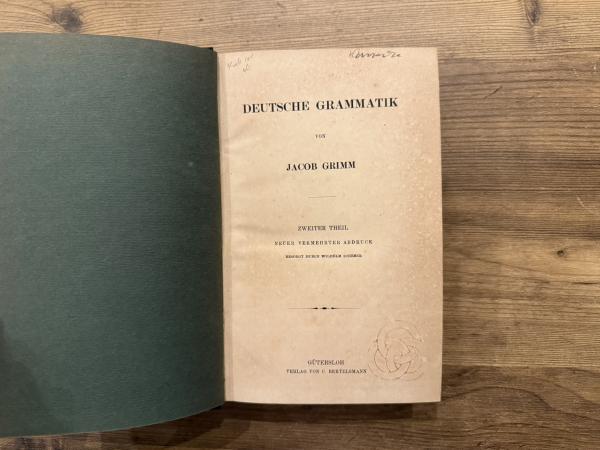 DEUTSCHE GRAMMATIK
VON
JACOB GRIMM
ZWEITER THEIL
NEUER VERMEHRTER ABDRUCK
BESORGT DURCH WILHELM SCHERER
GÜTERSLOH
VERLAG VON C. BERTELSMANN